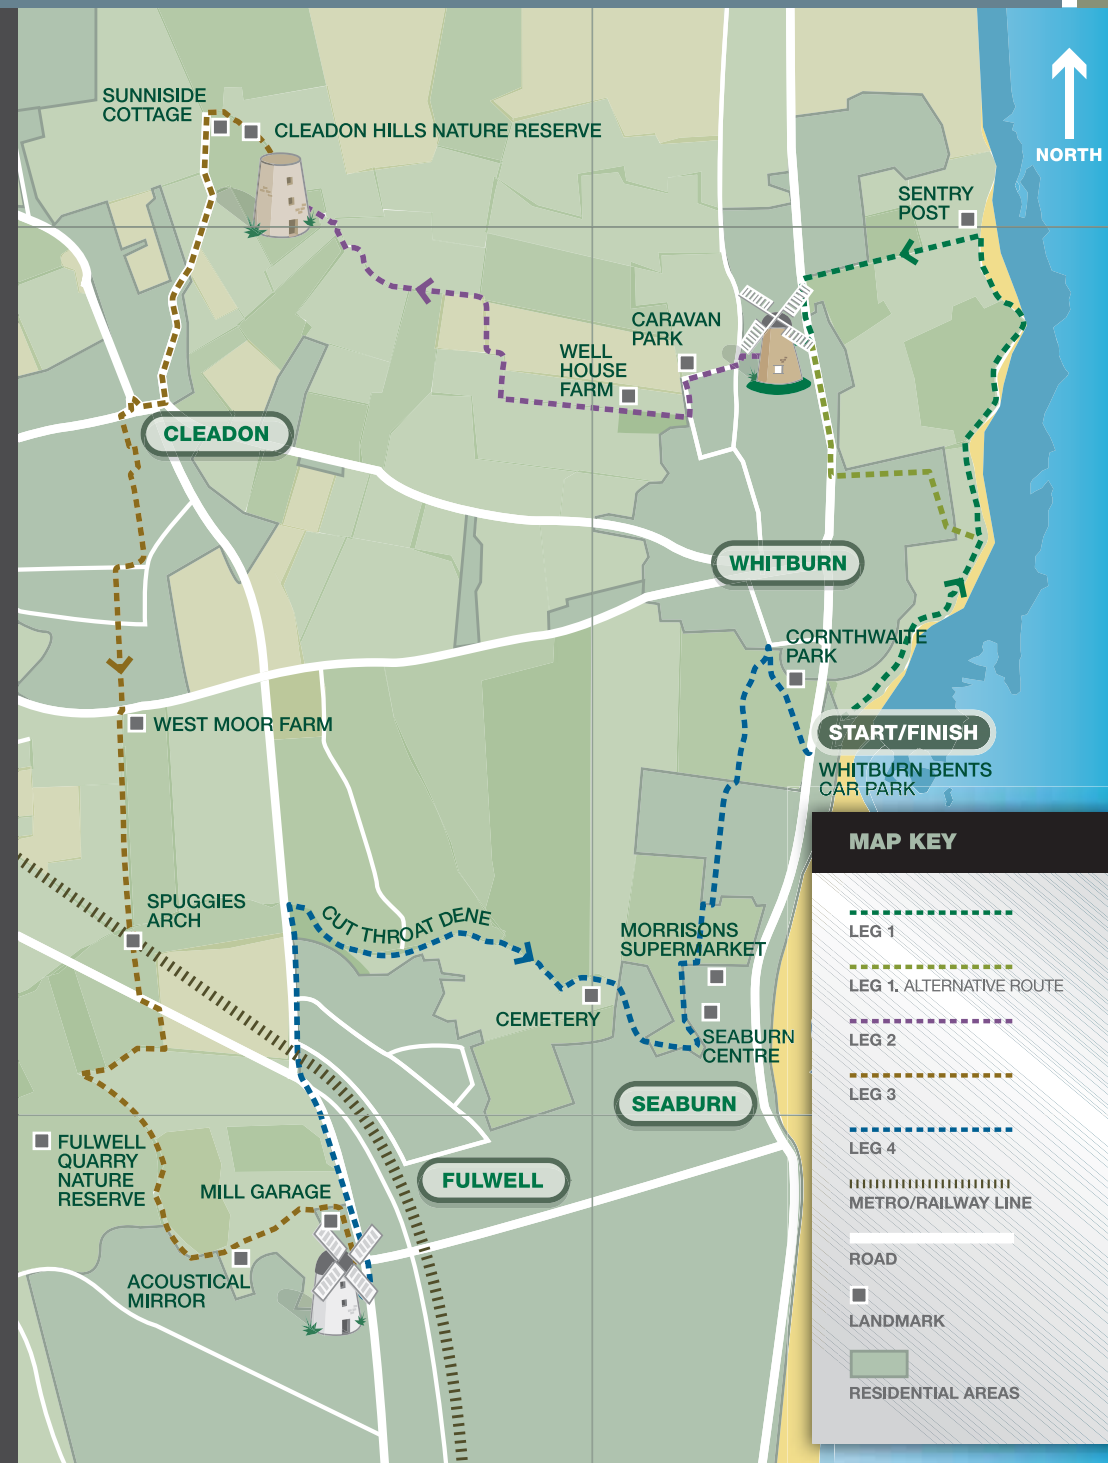 NORTH
SUNNISIDE
COTTAGE
CLEADON HILLS NATURE RESERVE
SENTRY
POST
CARAVAN
PARK
WELL
HOUSE
FARM
CLEADON
WHITBURN
CORNTHWAITE
PARK
WEST MOOR FARM
START/FINISH
WHITBURN BENTS
CAR PARK
SPUGGIES
ARCH
CUT THROAT DENE
MORRISONS
SUPERMARKET
CEMETERY
SEABURN
CENTRE
SEABURN
FULWELL
QUARRY
NATURE
RESERVE
FULWELL
MILL GARAGE
ACOUSTICAL
MIRROR
MAP KEY
LEG 1
LEG 1. ALTERNATIVE ROUTE
LEG 2
LEG 3
LEG 4
METRO/RAILWAY LINE
ROAD
LANDMARK
RESIDENTIAL AREAS